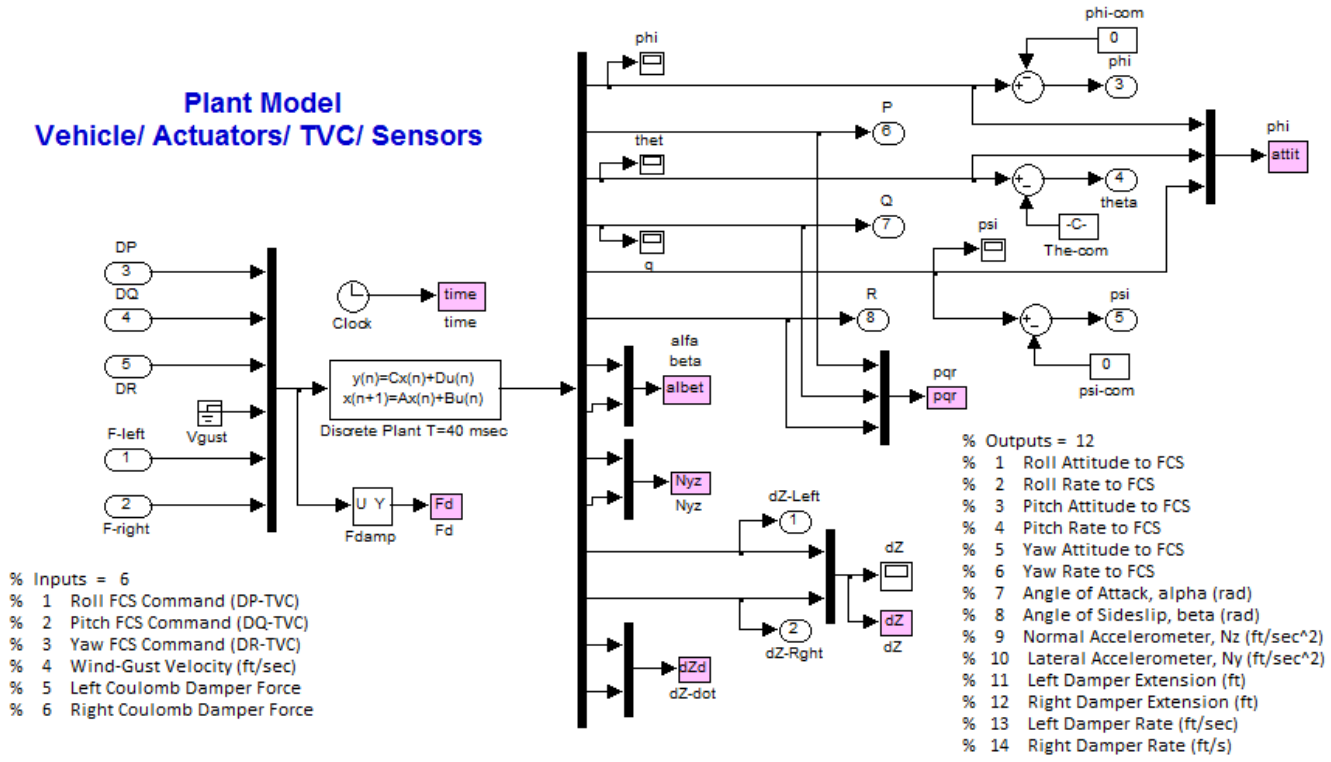 Plant Model
Vehicle/ Actuators/ TVC/ Sensors
DP
3
DQ
4
5
DR
Vgust
F-left
1
2
F-right
Clock
time
time
y(n)=Cx(n)+Du(n)
x(n+1)=Ax(n)+Bu(n)
Discrete Plant T=40 msec
U Y
Fdamp
Fd
Fd
phi
thet
q
P
6
Q
7
R
8
psi
phi-com
0
phi
3
4
theta
-C-
The-com
psi
5
0
psi-com
phi
attit
alfa
beta
albet
Nyz
Nyz
pqr
pqr
dZ-Left
1
2
dZ-Rght
dZ
dZ
dZ
dZd
dZ-dot
% Inputs = 6
% 1 Roll FCS Command (DP-TVC)
% 2 Pitch FCS Command (DQ-TVC)
% 3 Yaw FCS Command (DR-TVC)
% 4 Wind-Gust Velocity (ft/sec)
% 5 Left Coulomb Damper Force
% 6 Right Coulomb Damper Force
% Outputs = 12
% 1 Roll Attitude to FCS
% 2 Roll Rate to FCS
% 3 Pitch Attitude to FCS
% 4 Pitch Rate to FCS
% 5 Yaw Attitude to FCS
% 6 Yaw Rate to FCS
% 7 Angle of Attack, alpha (rad)
% 8 Angle of Sideslip, beta (rad)
% 9 Normal Accelerometer, Nz (ft/sec^2)
% 10 Lateral Accelerometer, Ny (ft/sec^2)
% 11 Left Damper Extension (ft)
% 12 Right Damper Extension (ft)
% 13 Left Damper Rate (ft/sec)
% 14 Right Damper Rate (ft/s)